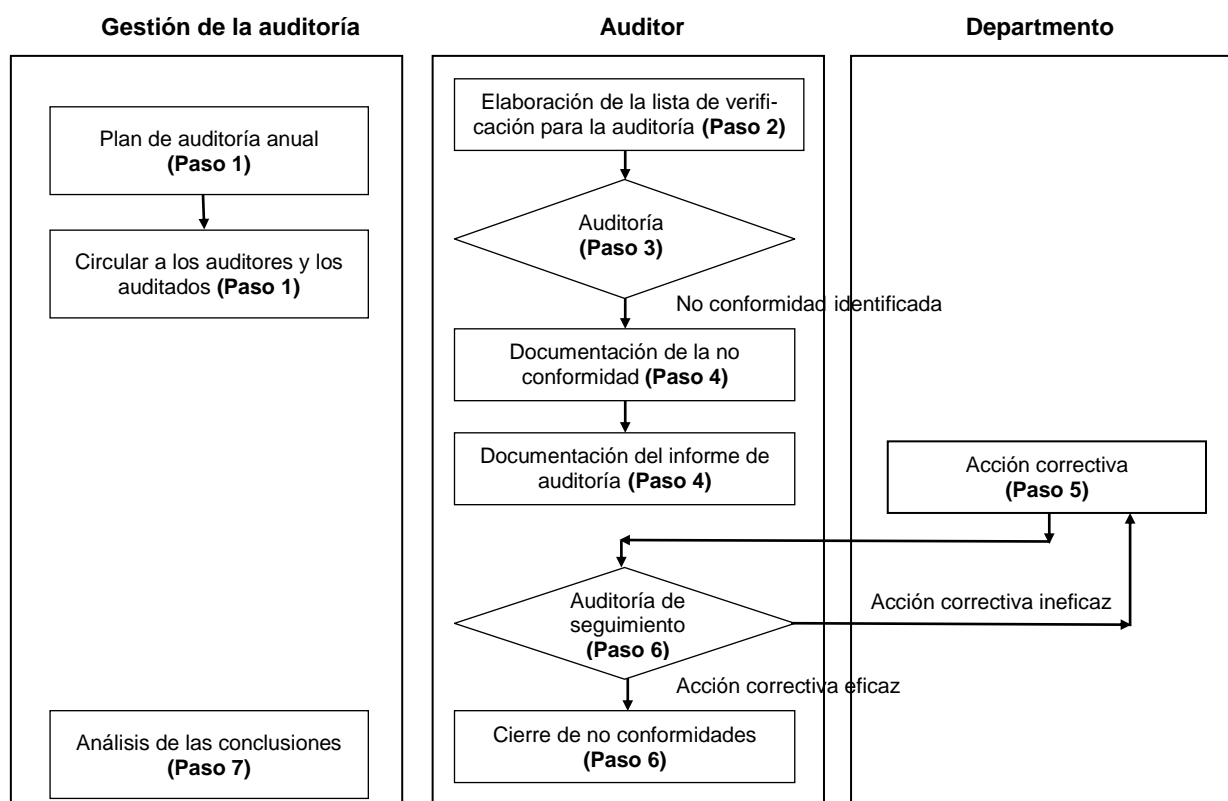 Gestión de la auditoría
Auditor
Departmento
Plan de auditoría anual
(Paso 1)
Circular a los auditores y los
auditados (Paso 1)
Elaboración de la lista de verifi-
cación para la auditoría (Paso 2)
Auditoría
(Paso 3)
No conformidad identificada
Documentación de la no
conformidad (Paso 4)
Documentación del informe de
auditoría (Paso 4)
Acción correctiva
(Paso 5)
Auditoría de
seguimiento
(Paso 6)
Acción correctiva ineficaz
Acción correctiva eficaz
Cierre de no conformidades
(Paso 6)
Análisis de las conclusiones
(Paso 7)